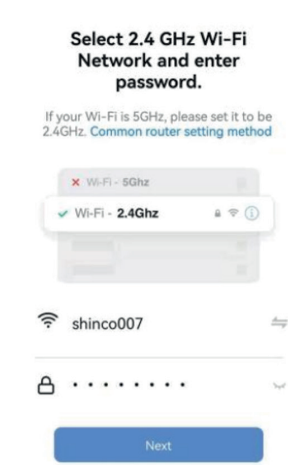 Select 2.4 GHz Wi-Fi
Network and enter
password.
If your Wi-Fi is 5GHz, please set it to be
2.4GHz. Common router setting method
Wi-Fi - 5Ghz
Wi-Fi - 2.4Ghz
shinco007
Next